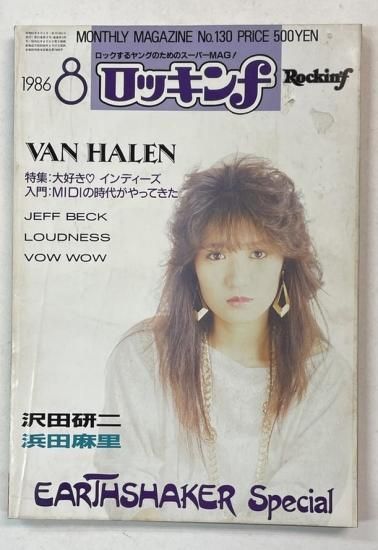 MONTHLY MAGAZINE No.130 PRICE 500YEN
ロックするヤングのためのスーパーMAG!
1986 8 ロッキンf Rockin'f
VAN HALEN
特集:大好き♡ インディーズ
入門:MIDIの時代がやってきた
JEFF BECK
LOUDNESS
VOW WOW
沢田研二
浜田麻里
EARTHSHAKER Special